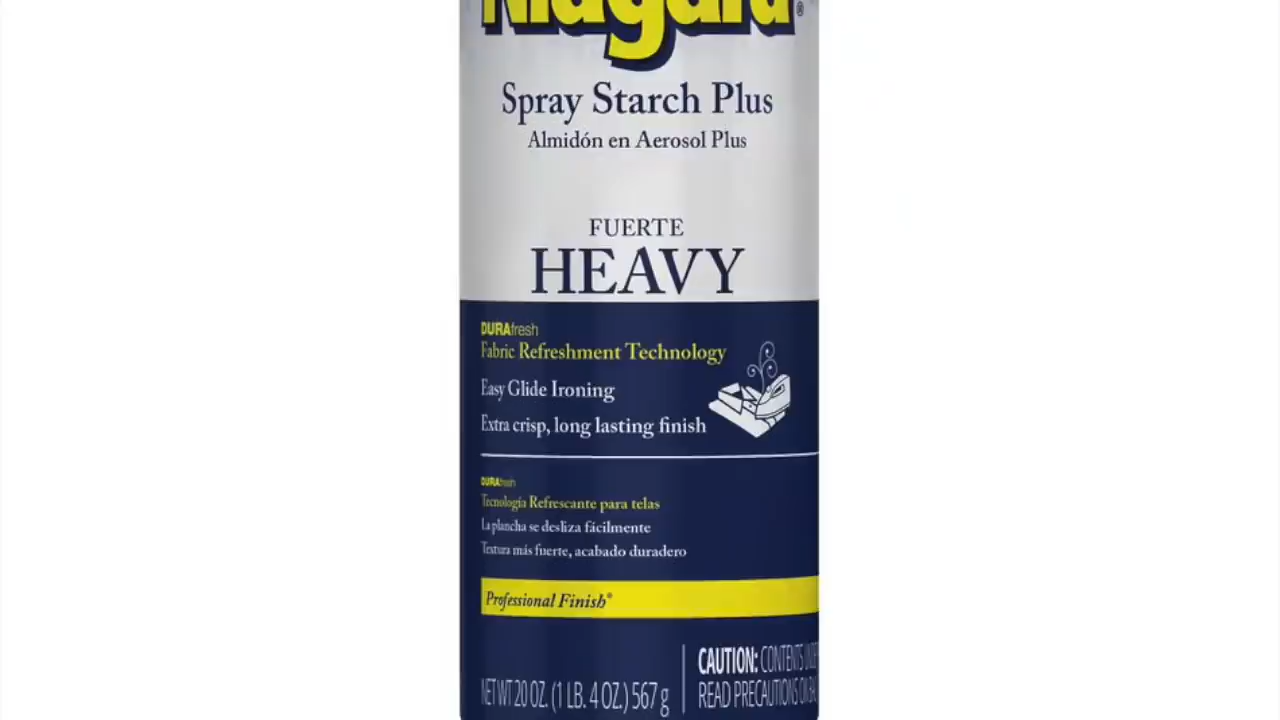 Niagara®
Spray Starch Plus
Almidón en Aerosol Plus
FUERTE
HEAVY
DURAfresh
Fabric Refreshment Technology
Easy Glide Ironing
Extra crisp, long lasting finish
DURAfresh
Tecnología Refrescante para telas
La plancha se desliza fácilmente
Textura más fuerte, acabado duradero
Professional Finish®
CAUTION: CONTENTS
READ PRECAUTIONS ON
NET WT 20 OZ. (1 LB. 4 OZ.) 567 g